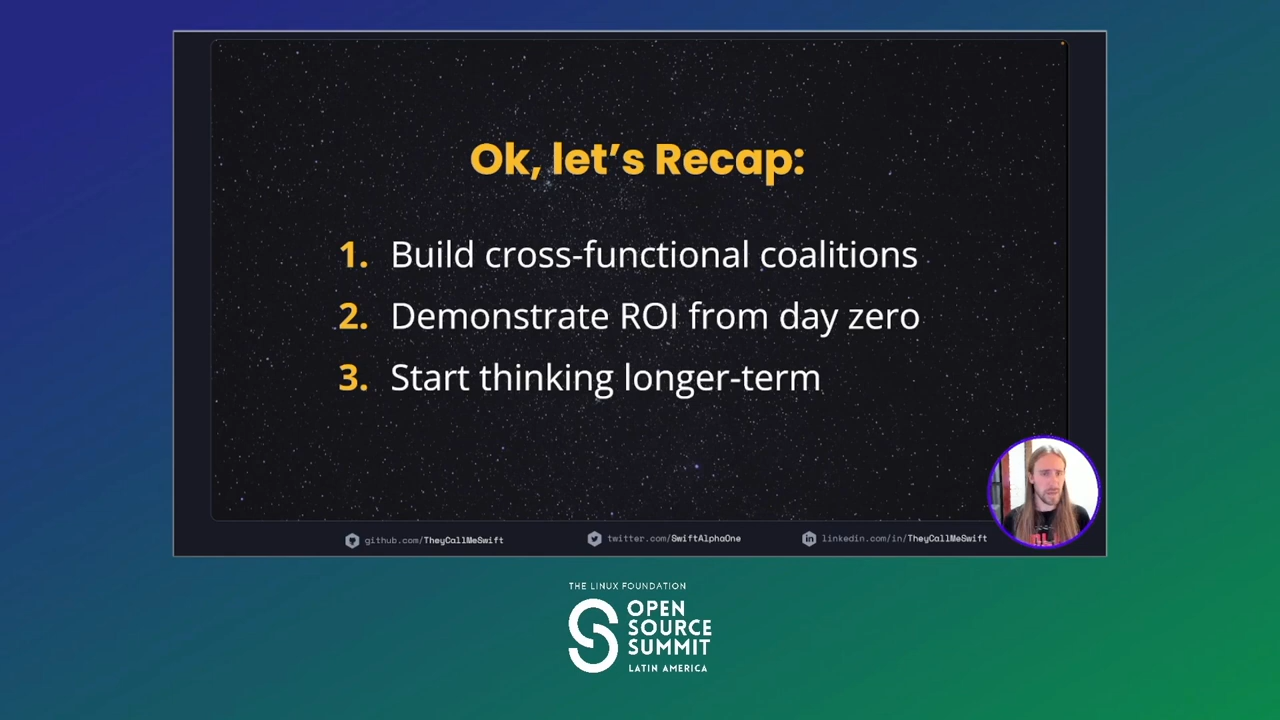 Ok, let’s Recap:
1. Build cross-functional coalitions
2. Demonstrate ROI from day zero
3. Start thinking longer-term
github.com/TheyCallMeSwift twitter.com/SwiftAlphaOne linkedin.com/in/TheyCallMeSwift
THE LINUX FOUNDATION
OPEN
SOURCE
SUMMIT
LATIN AMERICA